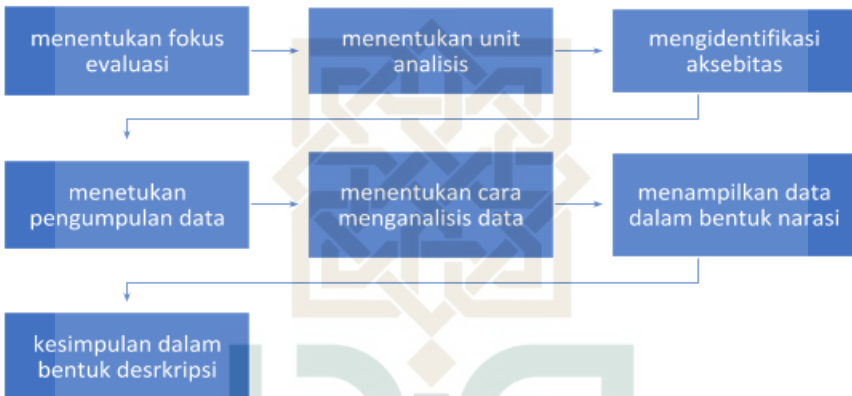 menentukan fokus
evaluasi
menentukan unit
analisis
mengidentifikasi
aksebitas
menetukan
pengumpulan data
menentukan cara
menganalisis data
menampilkan data
dalam bentuk narasi
kesimpulan dalam
bentuk desrkripsi